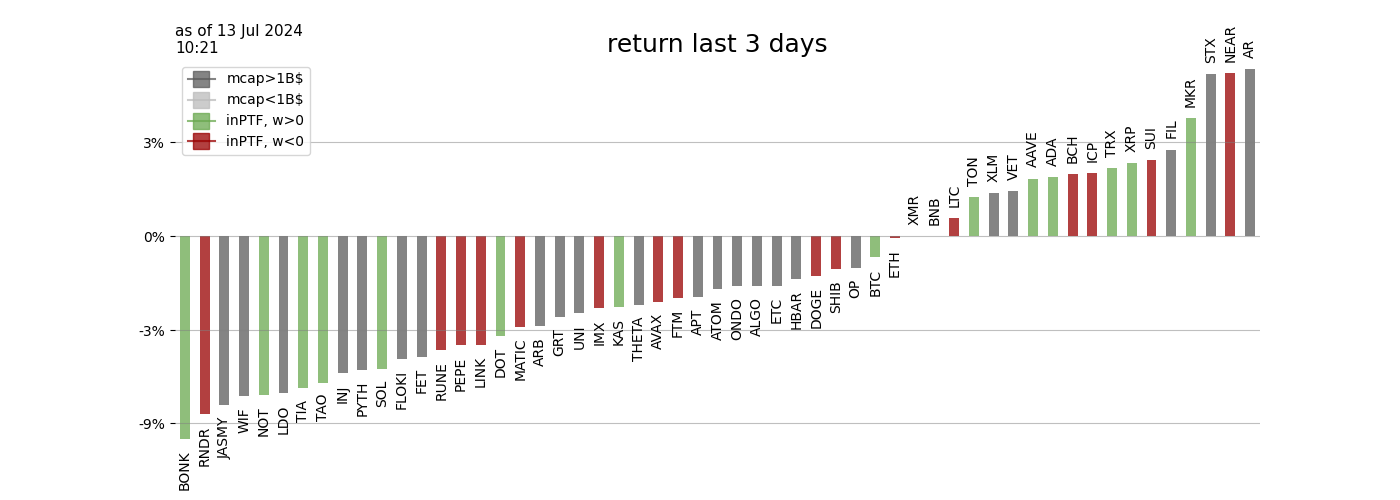 as of 13 Jul 2024
10:21
return last 3 days
mcap>1B$
mcap<1B$
inPTF, w>0
inPTF, w<0
3%
0%
-3%
-9%
BONK
RNDR
JASMY
WIF
NOT
LDO
TIA
TAO
INJ
PYTH
SOL
FLOKI
FET
RUNE
PEPE
LINK
DOT
MATIC
ARB
GRT
UNI
IMX
KAS
THETA
AVAX
FTM
APT
ATOM
ONDO
ALGO
ETC
HBAR
DOGE
SHIB
OP
BTC
ETH
XMR
BNB
LTC
TON
XLM
VET
AAVE
ADA
BCH
ICP
TRX
XRP
SUI
FIL
MKR
STX
NEAR
AR